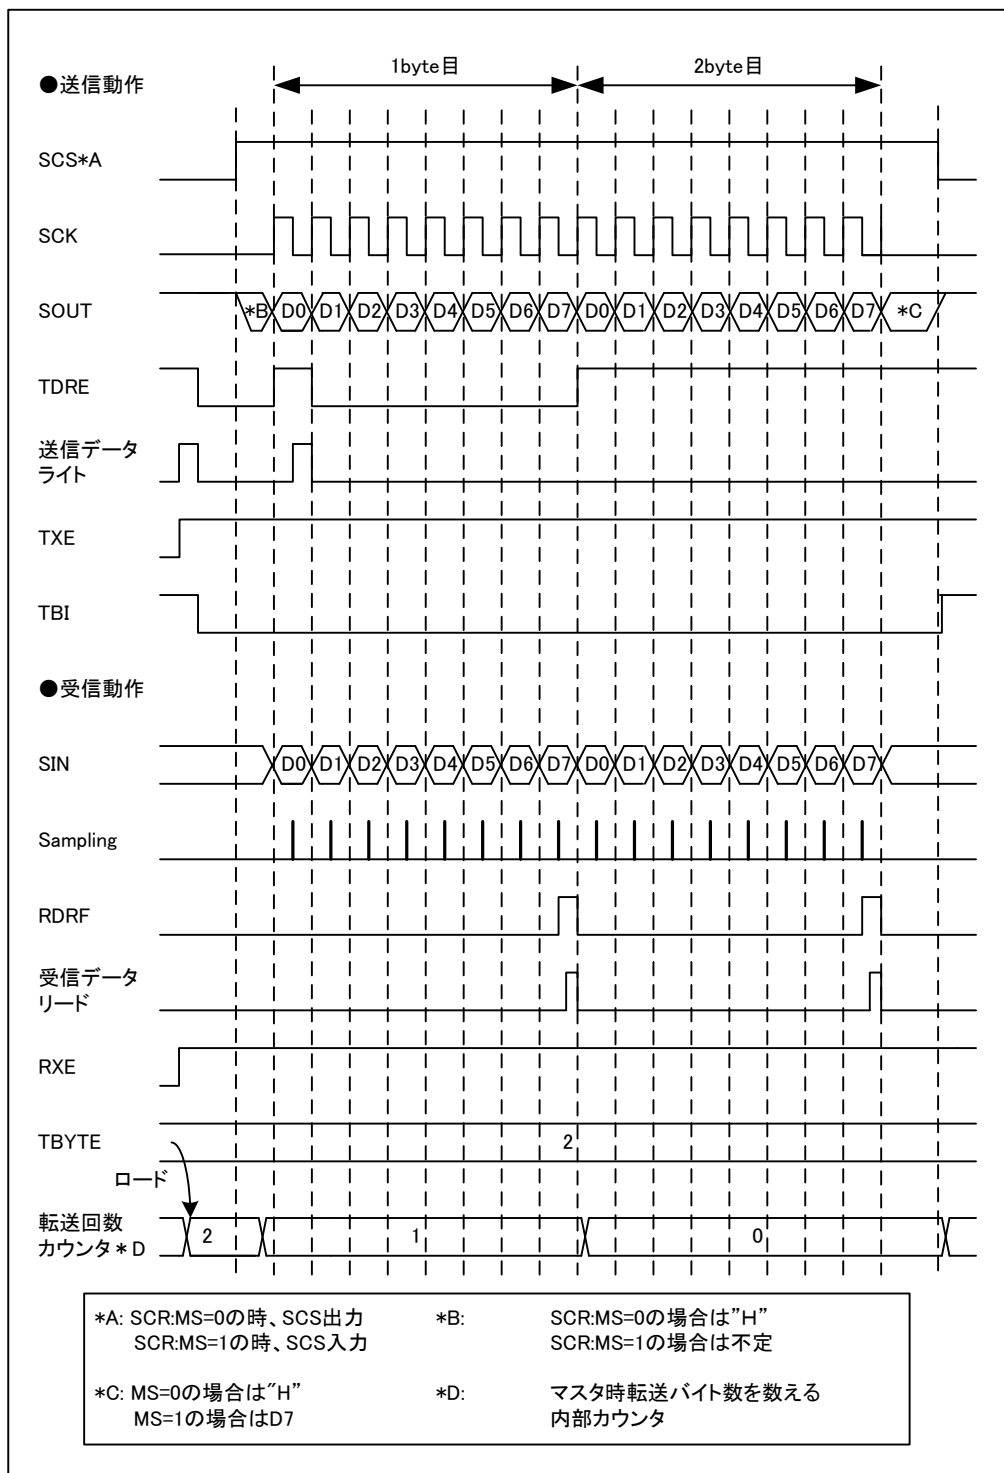 1byte目 2byte目
●送信動作
SCS*A
SCK
SOUT *B D0 D1 D2 D3 D4 D5 D6 D7 D0 D1 D2 D3 D4 D5 D6 D7 *C
TDRE
送信データ
ライト
TXE
TBI
●受信動作
SIN D0 D1 D2 D3 D4 D5 D6 D7 D0 D1 D2 D3 D4 D5 D6 D7
Sampling
RDRF
受信データ
リード
RXE
TBYTE 2
ロード
転送回数
カウンタ*D 2 1 0
*A: SCR:MS=0の時、SCS出力
SCR:MS=1の時、SCS入力
*B: SCR:MS=0の場合は”H”
SCR:MS=1の場合は不定
*C: MS=0の場合は"H”
MS=1の場合はD7
*D: マスタ時転送バイト数を数える
内部カウンタ